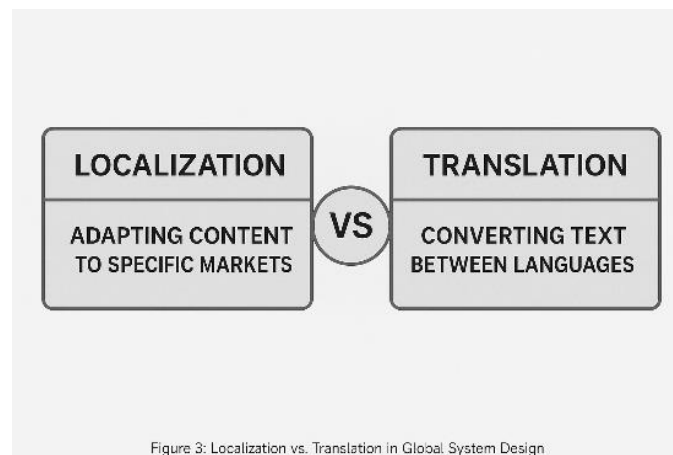 LOCALIZATION
ADAPTING CONTENT
TO SPECIFIC MARKETS
VS
TRANSLATION
CONVERTING TEXT
BETWEEN LANGUAGES
Figure 3: Localization vs. Translation in Global System Design